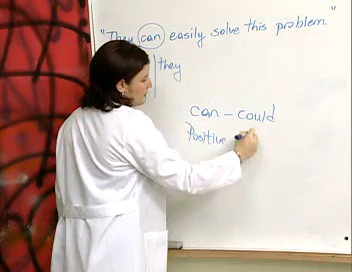 "They can easily solve this problem."
they
can – could
Positive